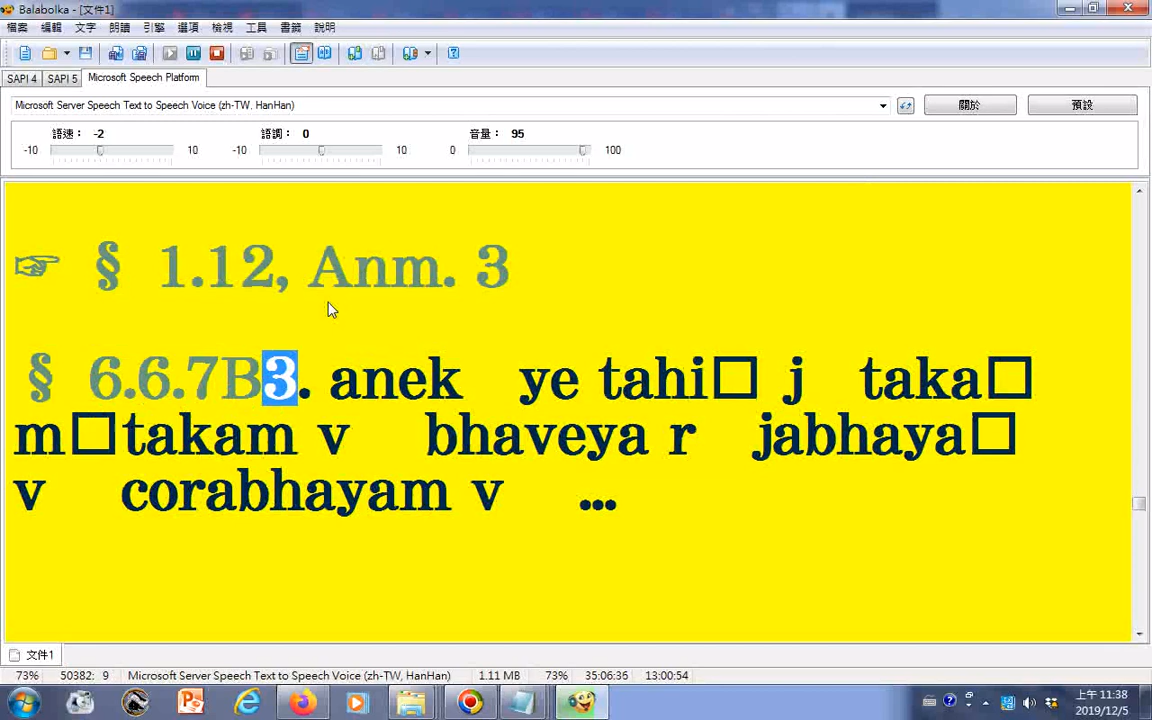 Balabolka - [文件1]
檔案 編輯 文字 朗讀 引擎 選項 檢視 工具 書籤 說明
SAPI 4 SAPI 5 Microsoft Speech Platform
Microsoft Server Speech Text to Speech Voice (zh-TW, HanHan) 關於 預設
語速： -2 語調： 0 音量： 95
-10 10 -10 10 0 100
☞ § 1.12, Anm. 3
§ 6.6.7B3. anek ye tahi□ j taka□
m□takam v bhaveya r jabhaya□
v corabhayam v ...
文件1
73% 50382: 9 Microsoft Server Speech Text to Speech Voice (zh-TW, HanHan) 1.11 MB 73% 35:06:36 13:00:54
上午 11:38
2019/12/5